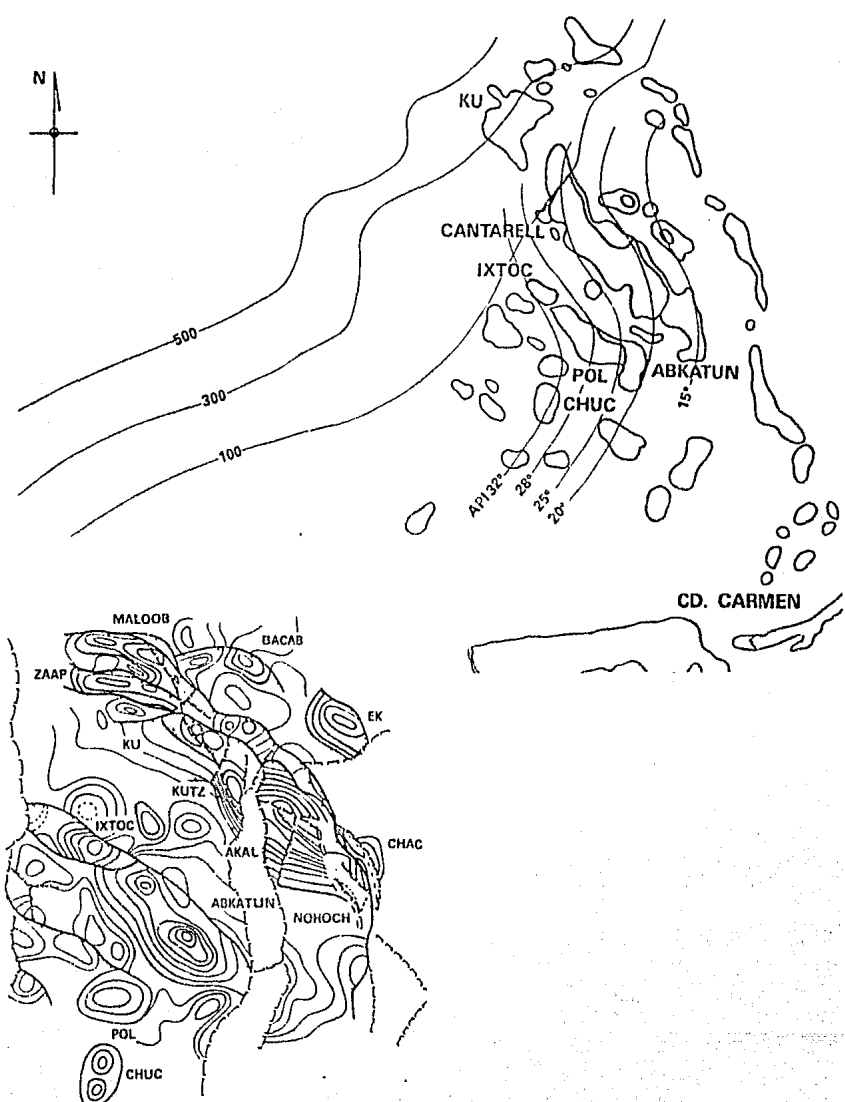 N
KU
CANTARELL
IXTOC
500
300
100
POL
ABKATUN
CHUC
15°
API 32°
28°
25°
20°
CD. CARMEN
MALOOB
BACAB
ZAAP
EK
KU
KUTZ
IXTOC
CHAC
AKAL
ABKATUN
NOHOCH
POL
CHUC